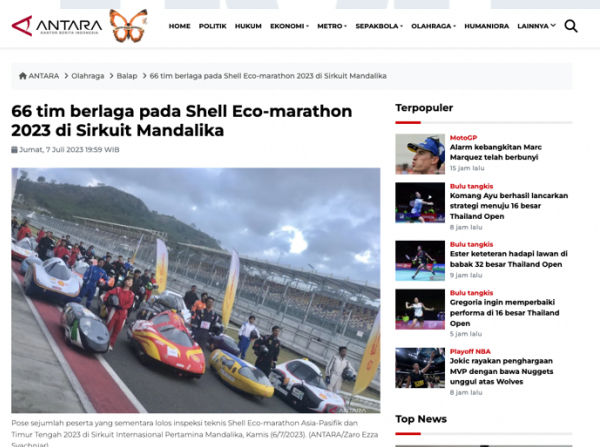 ANTARA
KANTOR BERITA INDONESIA
HOME POLITIK HUKUM EKONOMI METRO SEPAKBOLA OLAHRAGA HUMANIORA LAINNYA
ANTARA > Olahraga > Balap > 66 tim berlaga pada Shell Eco-marathon 2023 di Sirkuit Mandalika
66 tim berlaga pada Shell Eco-marathon
2023 di Sirkuit Mandalika
Jumat, 7 Juli 2023 19:59 WIB
ANTARA
Pose sejumlah peserta yang sementara lolos inspeksi teknis Shell Eco-marathon Asia-Pasifik dan
Timur Tengah 2023 di Sirkuit Internasional Pertamina Mandalika, Kamis (6/7/2023). (ANTARA/Zaro Ezza
Syachniar)
Terpopuler
MotoGP
Alarm kebangkitan Marc
Marquez telah berbunyi
15 jam lalu
Bulu tangkis
Komang Ayu berhasil lancarkan
strategi menuju 16 besar
Thailand Open
8 jam lalu
Bulu tangkis
Ester keteteran hadapi lawan di
babak 32 besar Thailand Open
9 jam lalu
Bulu tangkis
Gregoria ingin memperbaiki
performa di 16 besar Thailand
Open
5 jam lalu
Playoff NBA
Jokic rayakan penghargaan
MVP dengan bawa Nuggets
unggul atas Wolves
8 jam lalu
Top News